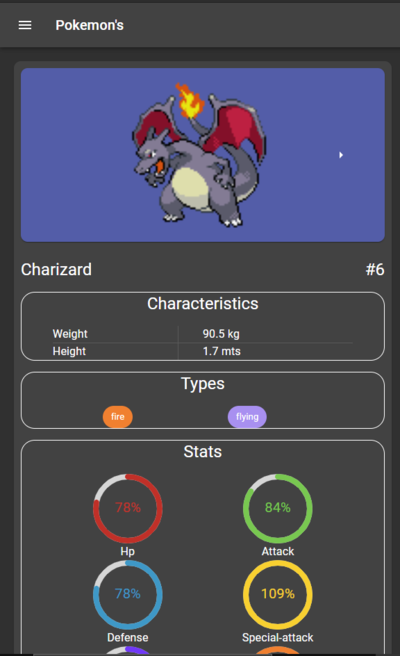 Pokemon's
Charizard #6
Characteristics
Weight 90.5 kg
Height 1.7 mts
Types
fire flying
Stats
78% 84%
Hp Attack
78% 109%
Defense Special-attack